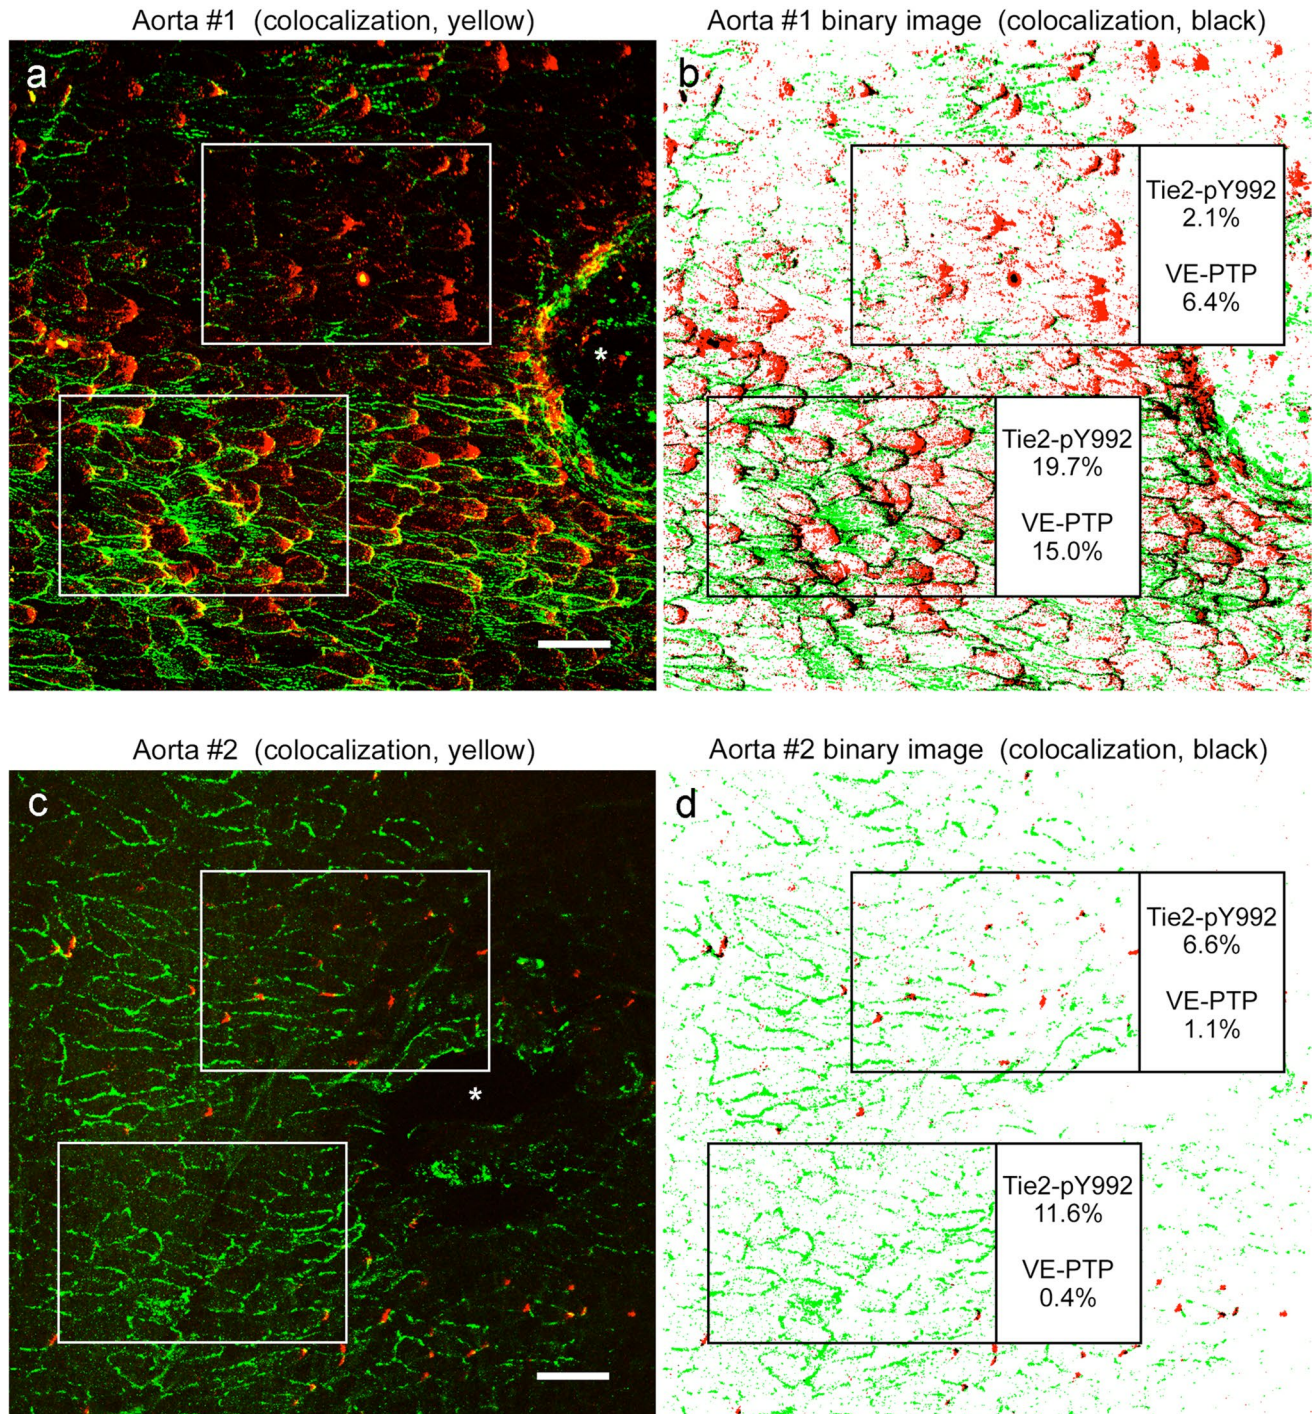 Aorta #1 (colocalization, yellow)
Aorta #1 binary image (colocalization, black)
a
b
Tie2-pY992
2.1%
VE-PTP
6.4%
*
Tie2-pY992
19.7%
VE-PTP
15.0%
Aorta #2 (colocalization, yellow)
Aorta #2 binary image (colocalization, black)
c
d
Tie2-pY992
6.6%
VE-PTP
1.1%
*
Tie2-pY992
11.6%
VE-PTP
0.4%